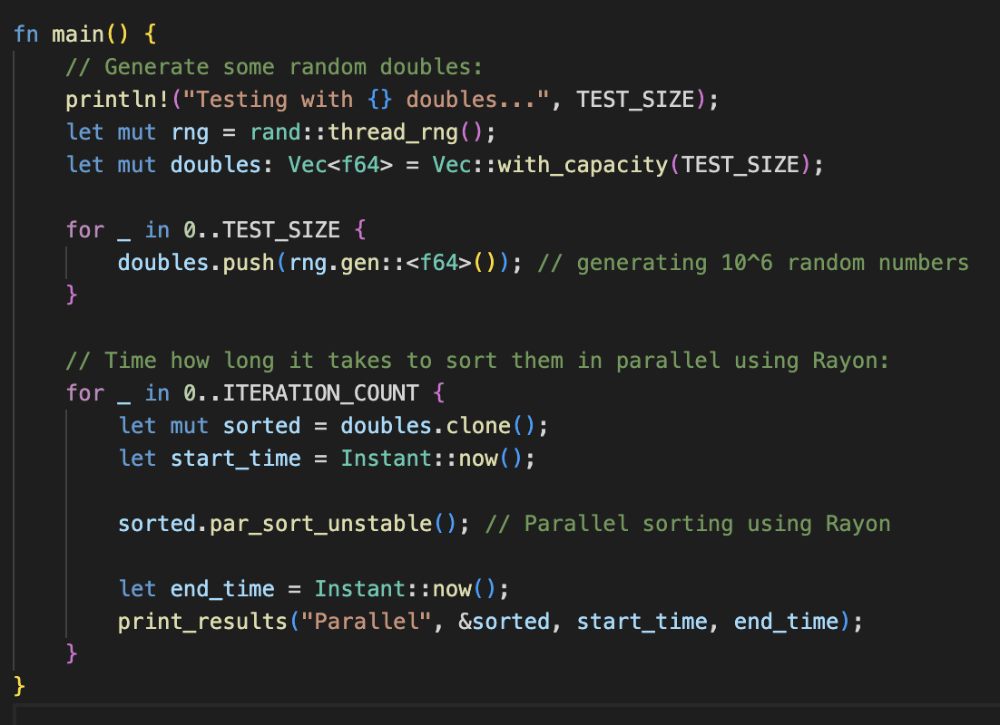 fn main() {
    // Generate some random doubles:
    println!("Testing with {} doubles...", TEST_SIZE);
    let mut rng = rand::thread_rng();
    let mut doubles: Vec<f64> = Vec::with_capacity(TEST_SIZE);

    for _ in 0..TEST_SIZE {
        doubles.push(rng.gen::<f64>()); // generating 10^6 random numbers
    }

    // Time how long it takes to sort them in parallel using Rayon:
    for _ in 0..ITERATION_COUNT {
        let mut sorted = doubles.clone();
        let start_time = Instant::now();

        sorted.par_sort_unstable(); // Parallel sorting using Rayon

        let end_time = Instant::now();
        print_results("Parallel", &sorted, start_time, end_time);
    }
}